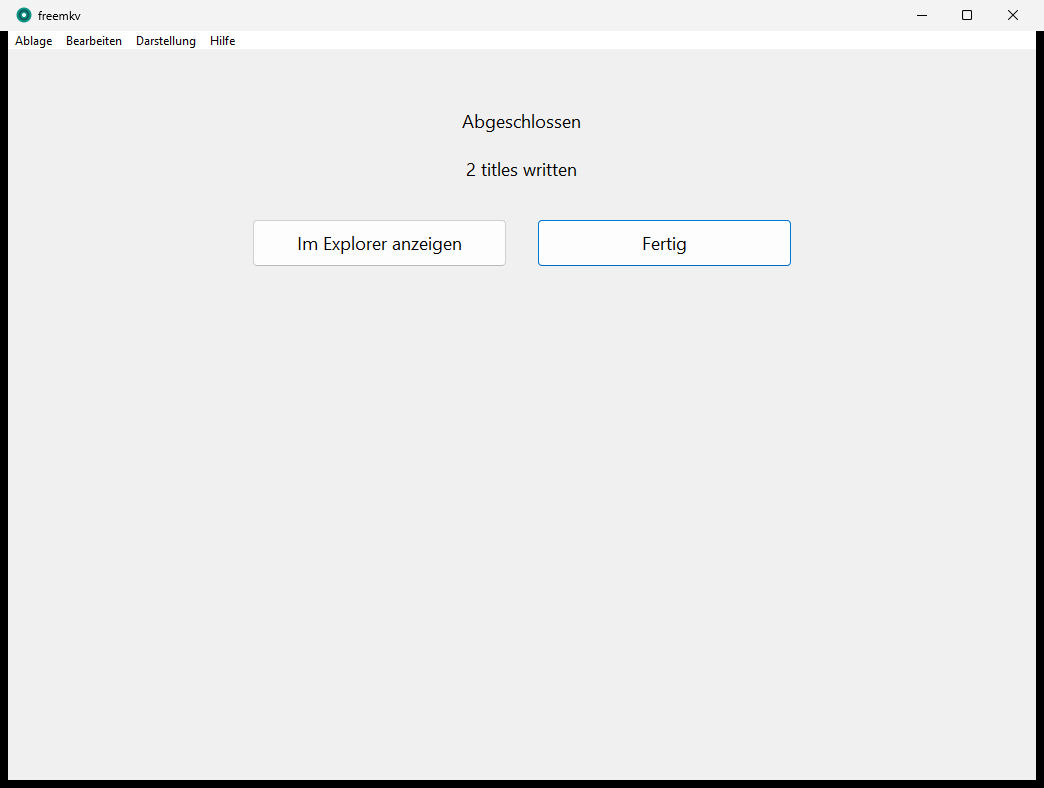 freemkv
Ablage Bearbeiten Darstellung Hilfe
Abgeschlossen
2 titles written
Im Explorer anzeigen Fertig